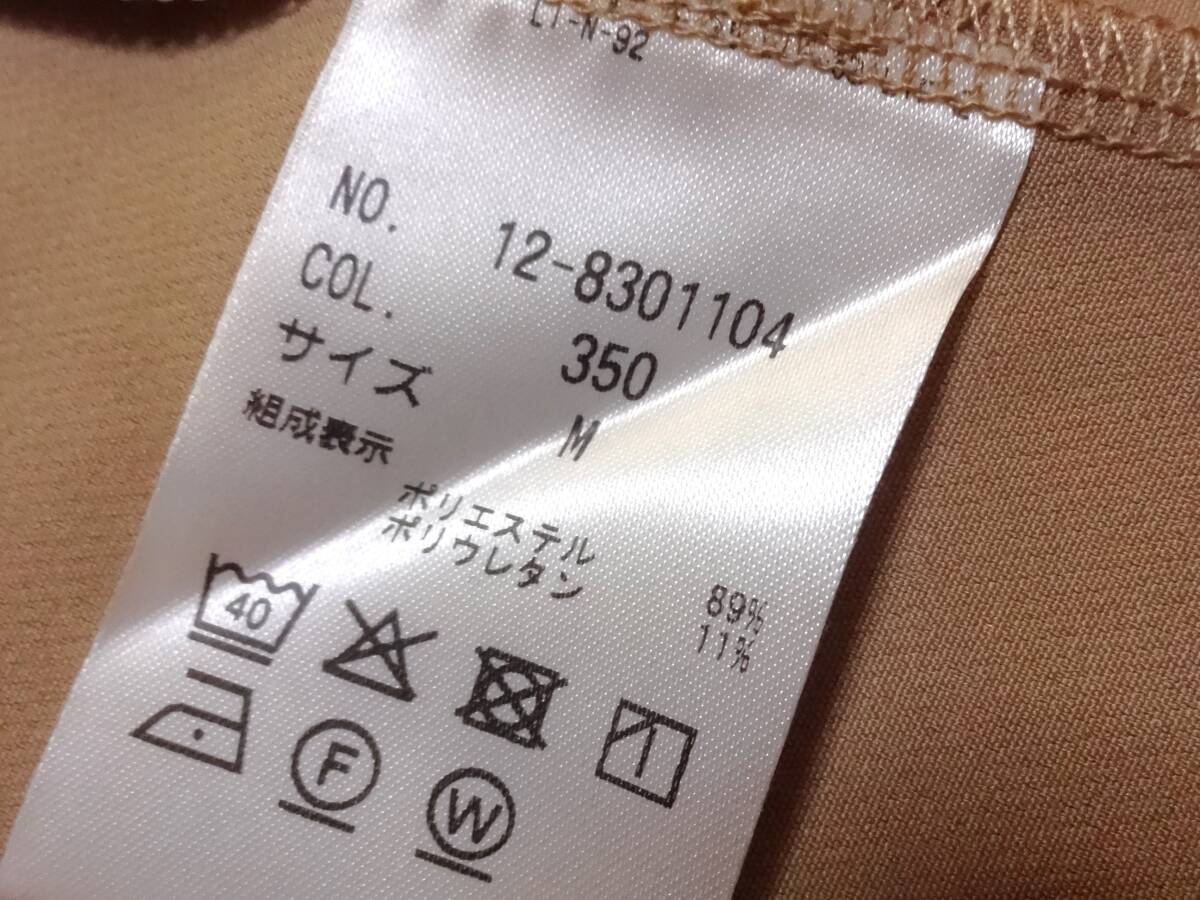 LT-N-92
NO. 12-8301104
COL. 350
サイズ M
組成表示
ポリエステル 89%
ポリウレタン 11%
40
F
W